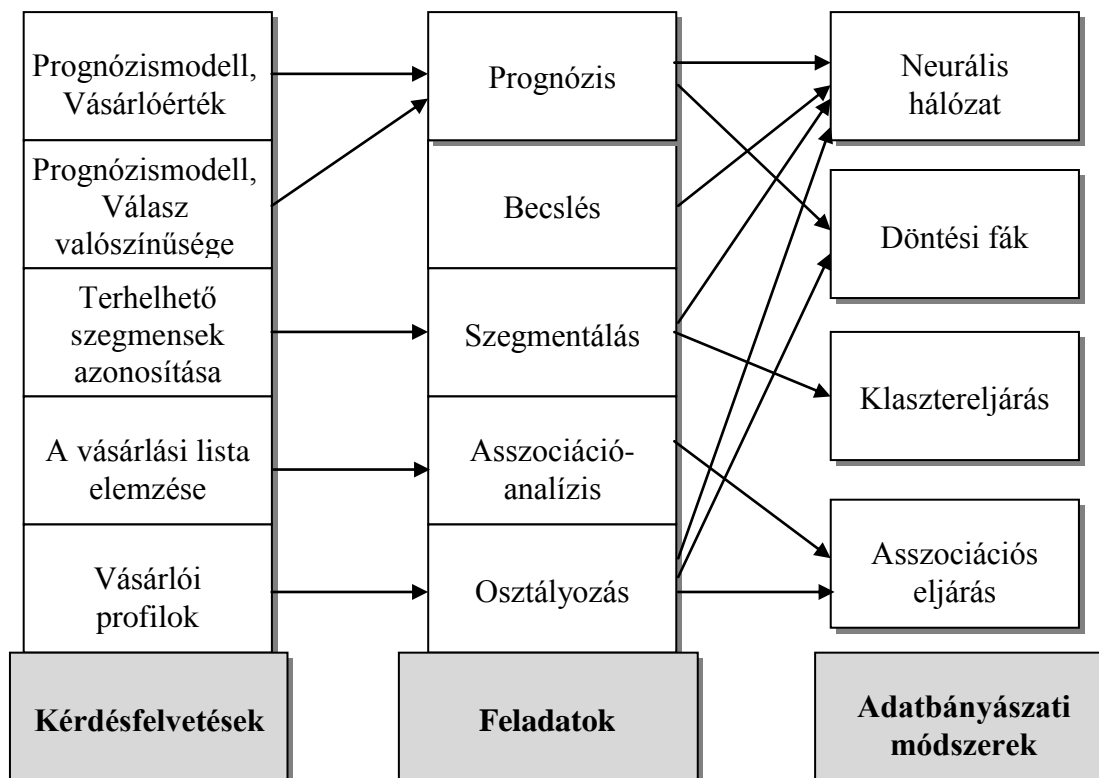 Prognózismodell,
Vásárlóérték
Prognózismodell,
Válasz
valószínűsége
Terhelhető
szegmensek
azonosítása
A vásárlási lista
elemzése
Vásárlói
profilok
Kérdésfelvetések
Prognózis
Becslés
Szegmentálás
Asszociáció-
analízis
Osztályozás
Feladatok
Neurális
hálózat
Döntési fák
Klasztereljárás
Asszociációs
eljárás
Adatbányászati
módszerek